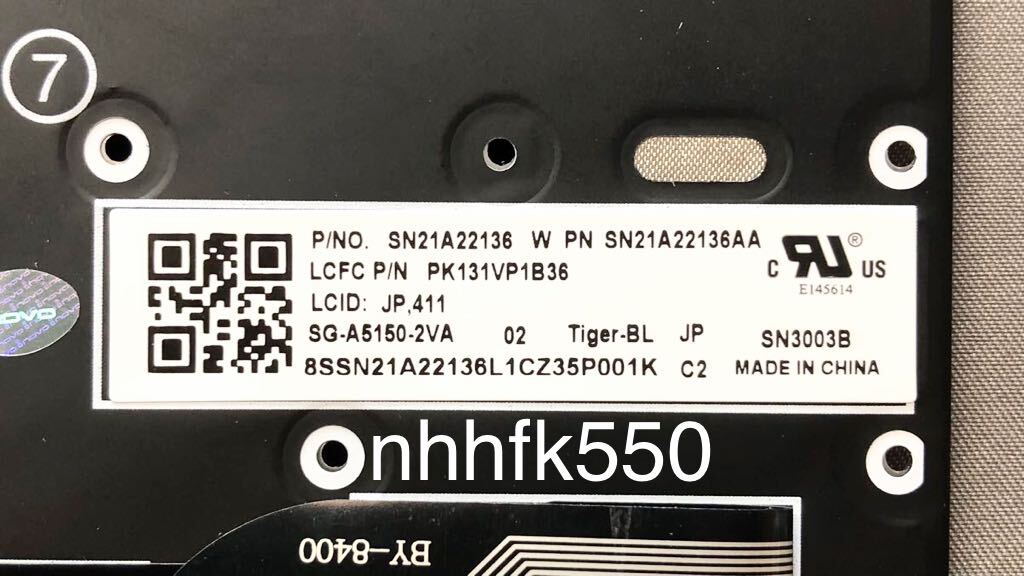 7
P/NO. SN21A22136 W PN SN21A22136AA
LCFC P/N PK131VP1B36
LCID: JP,411
SG-A5150-2VA 02 Tiger-BL JP
8SSN21A22136L1CZ35P001K C2
C RU ® US
E145614
SN3003B
MADE IN CHINA
nhhfk550
BY-8400